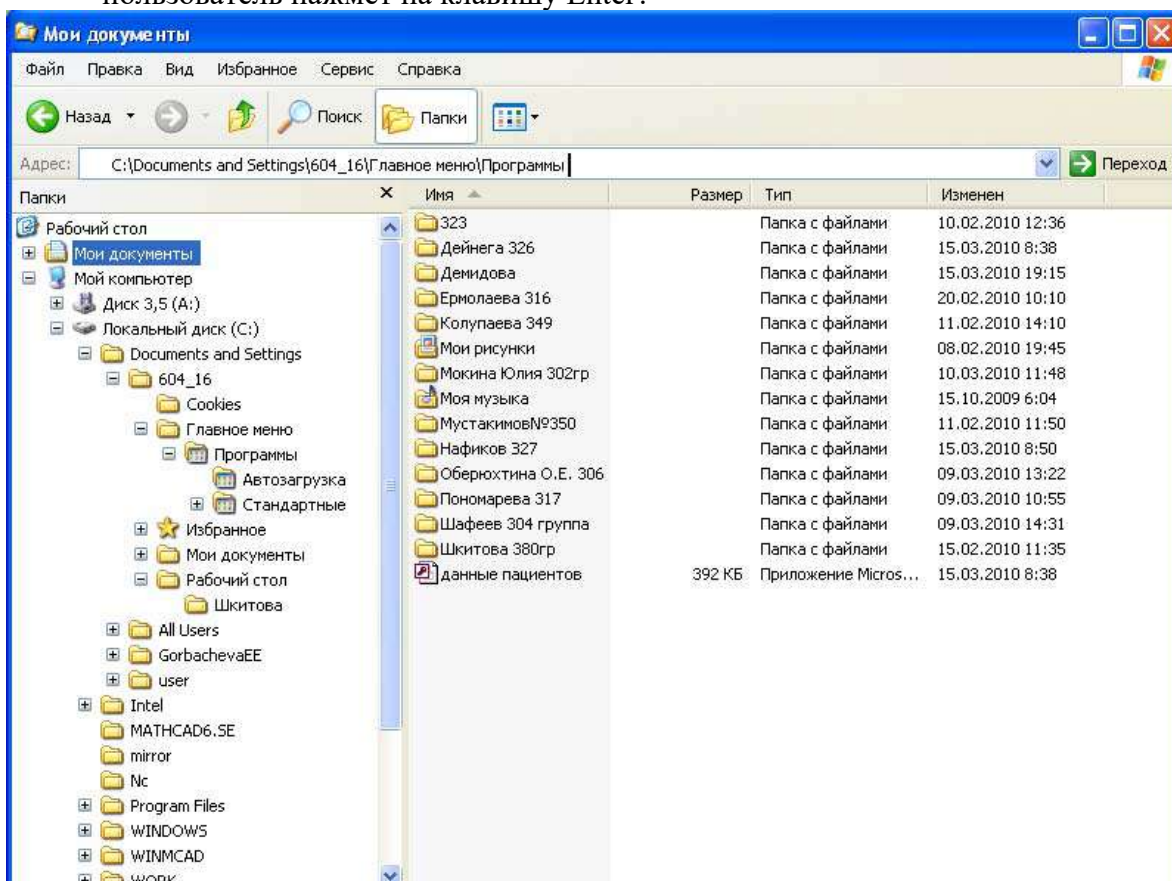 пользователь нажмет на клавишу Enter?
Мои документы
Файл Правка Вид Избранное Сервис Справка
Назад Поиск Папки
Адрес: C:\Documents and Settings\604_16\Главное меню\Программы Переход
Папки Имя Размер Тип Изменен
Рабочий стол
Мои документы
Мой компьютер
Диск 3,5 (A:)
Локальный диск (C:)
Documents and Settings
604_16
Cookies
Главное меню
Программы
Автозагрузка
Стандартные
Избранное
Мои документы
Рабочий стол
Шкитова
All Users
GorbachevaEE
user
Intel
MATHCAD6.SE
mirror
Nc
Program Files
WINDOWS
WINMCAD
WORK
323 Папка с файлами 10.02.2010 12:36
Дейнега 326 Папка с файлами 15.03.2010 8:38
Демидова Папка с файлами 15.03.2010 19:15
Ермолаева 316 Папка с файлами 20.02.2010 10:10
Колупаева 349 Папка с файлами 11.02.2010 14:10
Мои рисунки Папка с файлами 08.02.2010 19:45
Мокина Юлия 302гр Папка с файлами 10.03.2010 11:48
Моя музыка Папка с файлами 15.10.2009 6:04
Мустакимов№350 Папка с файлами 11.02.2010 11:50
Нафиков 327 Папка с файлами 15.03.2010 8:50
Оберюхтина О.Е. 306 Папка с файлами 09.03.2010 13:22
Пономарева 317 Папка с файлами 09.03.2010 10:55
Шафеев 304 группа Папка с файлами 09.03.2010 14:31
Шкитова 380гр Папка с файлами 15.02.2010 11:35
данные пациентов 392 КБ Приложение Micros... 15.03.2010 8:38